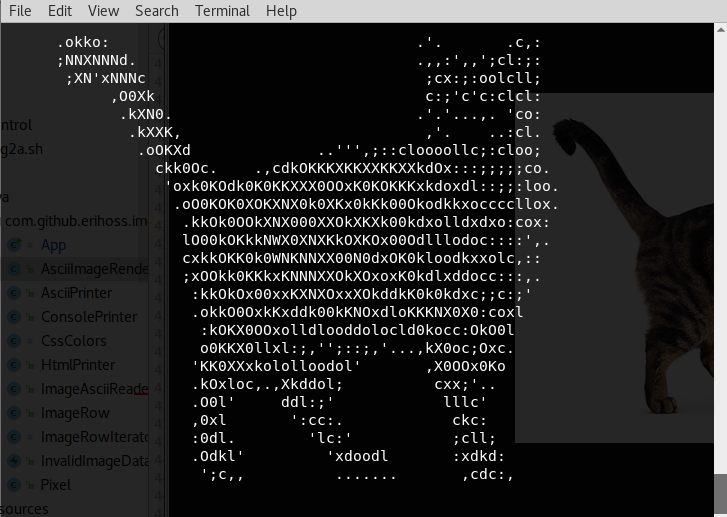 File Edit View Search Terminal Help
.okko: .'. .c,:
;NNXNNNd. .,,:',,';cl:;:
;XN'xNNNc ;cx:;:oolcll;
,O0Xk c:;'c'c:clcl:
.kXN0. .'.'...,. 'co:
.kXXK, ,'. ..:cl.
.oOKXd ..''',;::cloooollc;:cloo;
ckk0Oc. .,cdkOKKKXKKXXKKXXkdOx:::;;;;;co.
'oxk0KOdk0K0KKXXX0OOxK0KOKKKxkdoxdl::;;:loo.
.oO0KOK0XOKXNX0k0XKx0kKk00Okodkkxoccccllox.
.kkOk0OOkXNX000XXOkXKXk00kdxolldxdxo:cox:
lO00kOKkkNWX0XNXKkOXKOx00Odlllodoc::::',.
cxkkOKK0k0WNKNNXX00N0dxOK0kloodkxxolc,::
;xOOkk0KKkxKNNNXXOkXOxoxK0kdlxddocc:::,.
:kkOkOx00xxKXNXOxxXOkddkK0k0kdxc;;c:;'
.okkO0OxkKxddk00kKNOxdloKKKNX0X0:coxl
:kOKX0OOxolldlooddolocld0kocc:OkO0l
o0KKX0llxl:;,'';::;,'...,kX0oc;Oxc.
'KK0XXxkololloodol' ,X0OOx0Ko
.kOxloc,.,Xkddol; cxx;'..
.O0l' ddl:;' lllc'
,0xl ':cc:. ckc:
:0dl. 'lc:' ;cll;
.Odkl' 'xdoodl :xdkd:
';c,, ....... ,cdc:,
ntrol
g2a.sh
va
com.github.erihoss.im
App
AsciiImageRende
AsciiPrinter
ConsolePrinter
CssColors
HtmlPrinter
ImageAsciiReade
ImageRow
ImageRowIterato
InvalidImageData
Pixel
sources